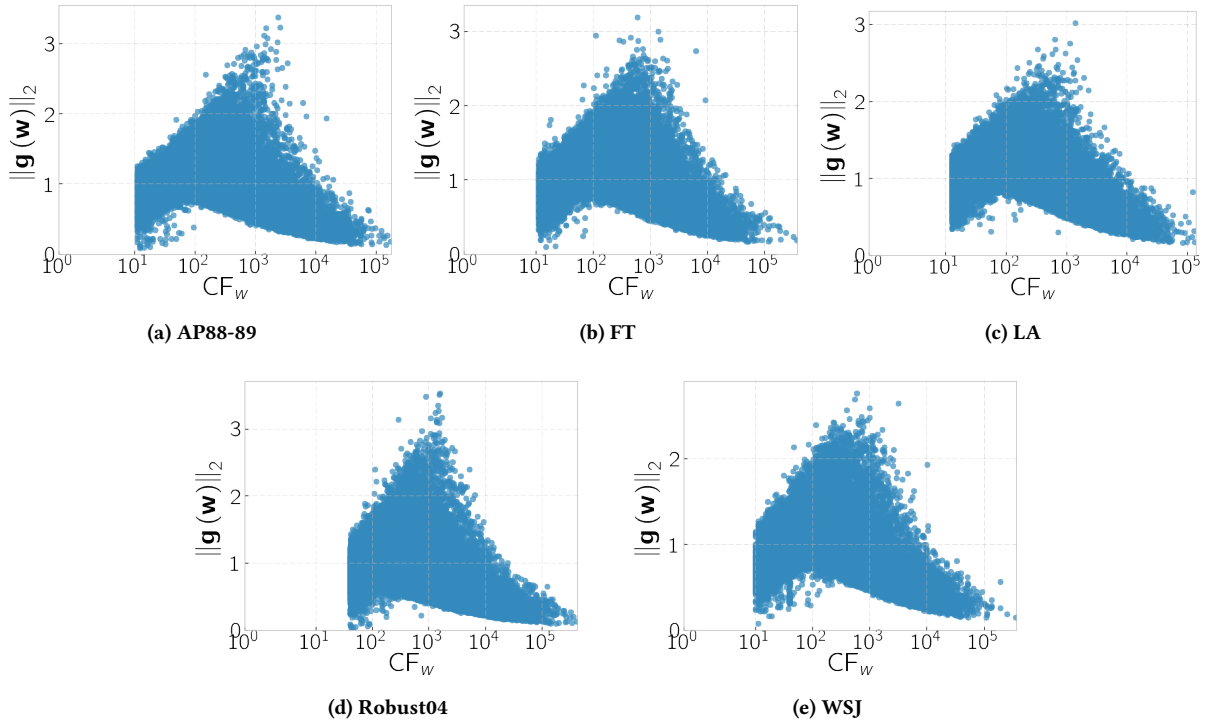 3
2
1
0
||g (w)||₂
10⁰ 10¹ 10² 10³ 10⁴ 10⁵
CF_w
(a) AP88-89
3
2
1
0
||g (w)||₂
10⁰ 10¹ 10² 10³ 10⁴ 10⁵
CF_w
(b) FT
3
2
1
0
||g (w)||₂
10⁰ 10¹ 10² 10³ 10⁴ 10⁵
CF_w
(c) LA
3
2
1
0
||g (w)||₂
10⁰ 10¹ 10² 10³ 10⁴ 10⁵
CF_w
(d) Robust04
2
1
0
||g (w)||₂
10⁰ 10¹ 10² 10³ 10⁴ 10⁵
CF_w
(e) WSJ